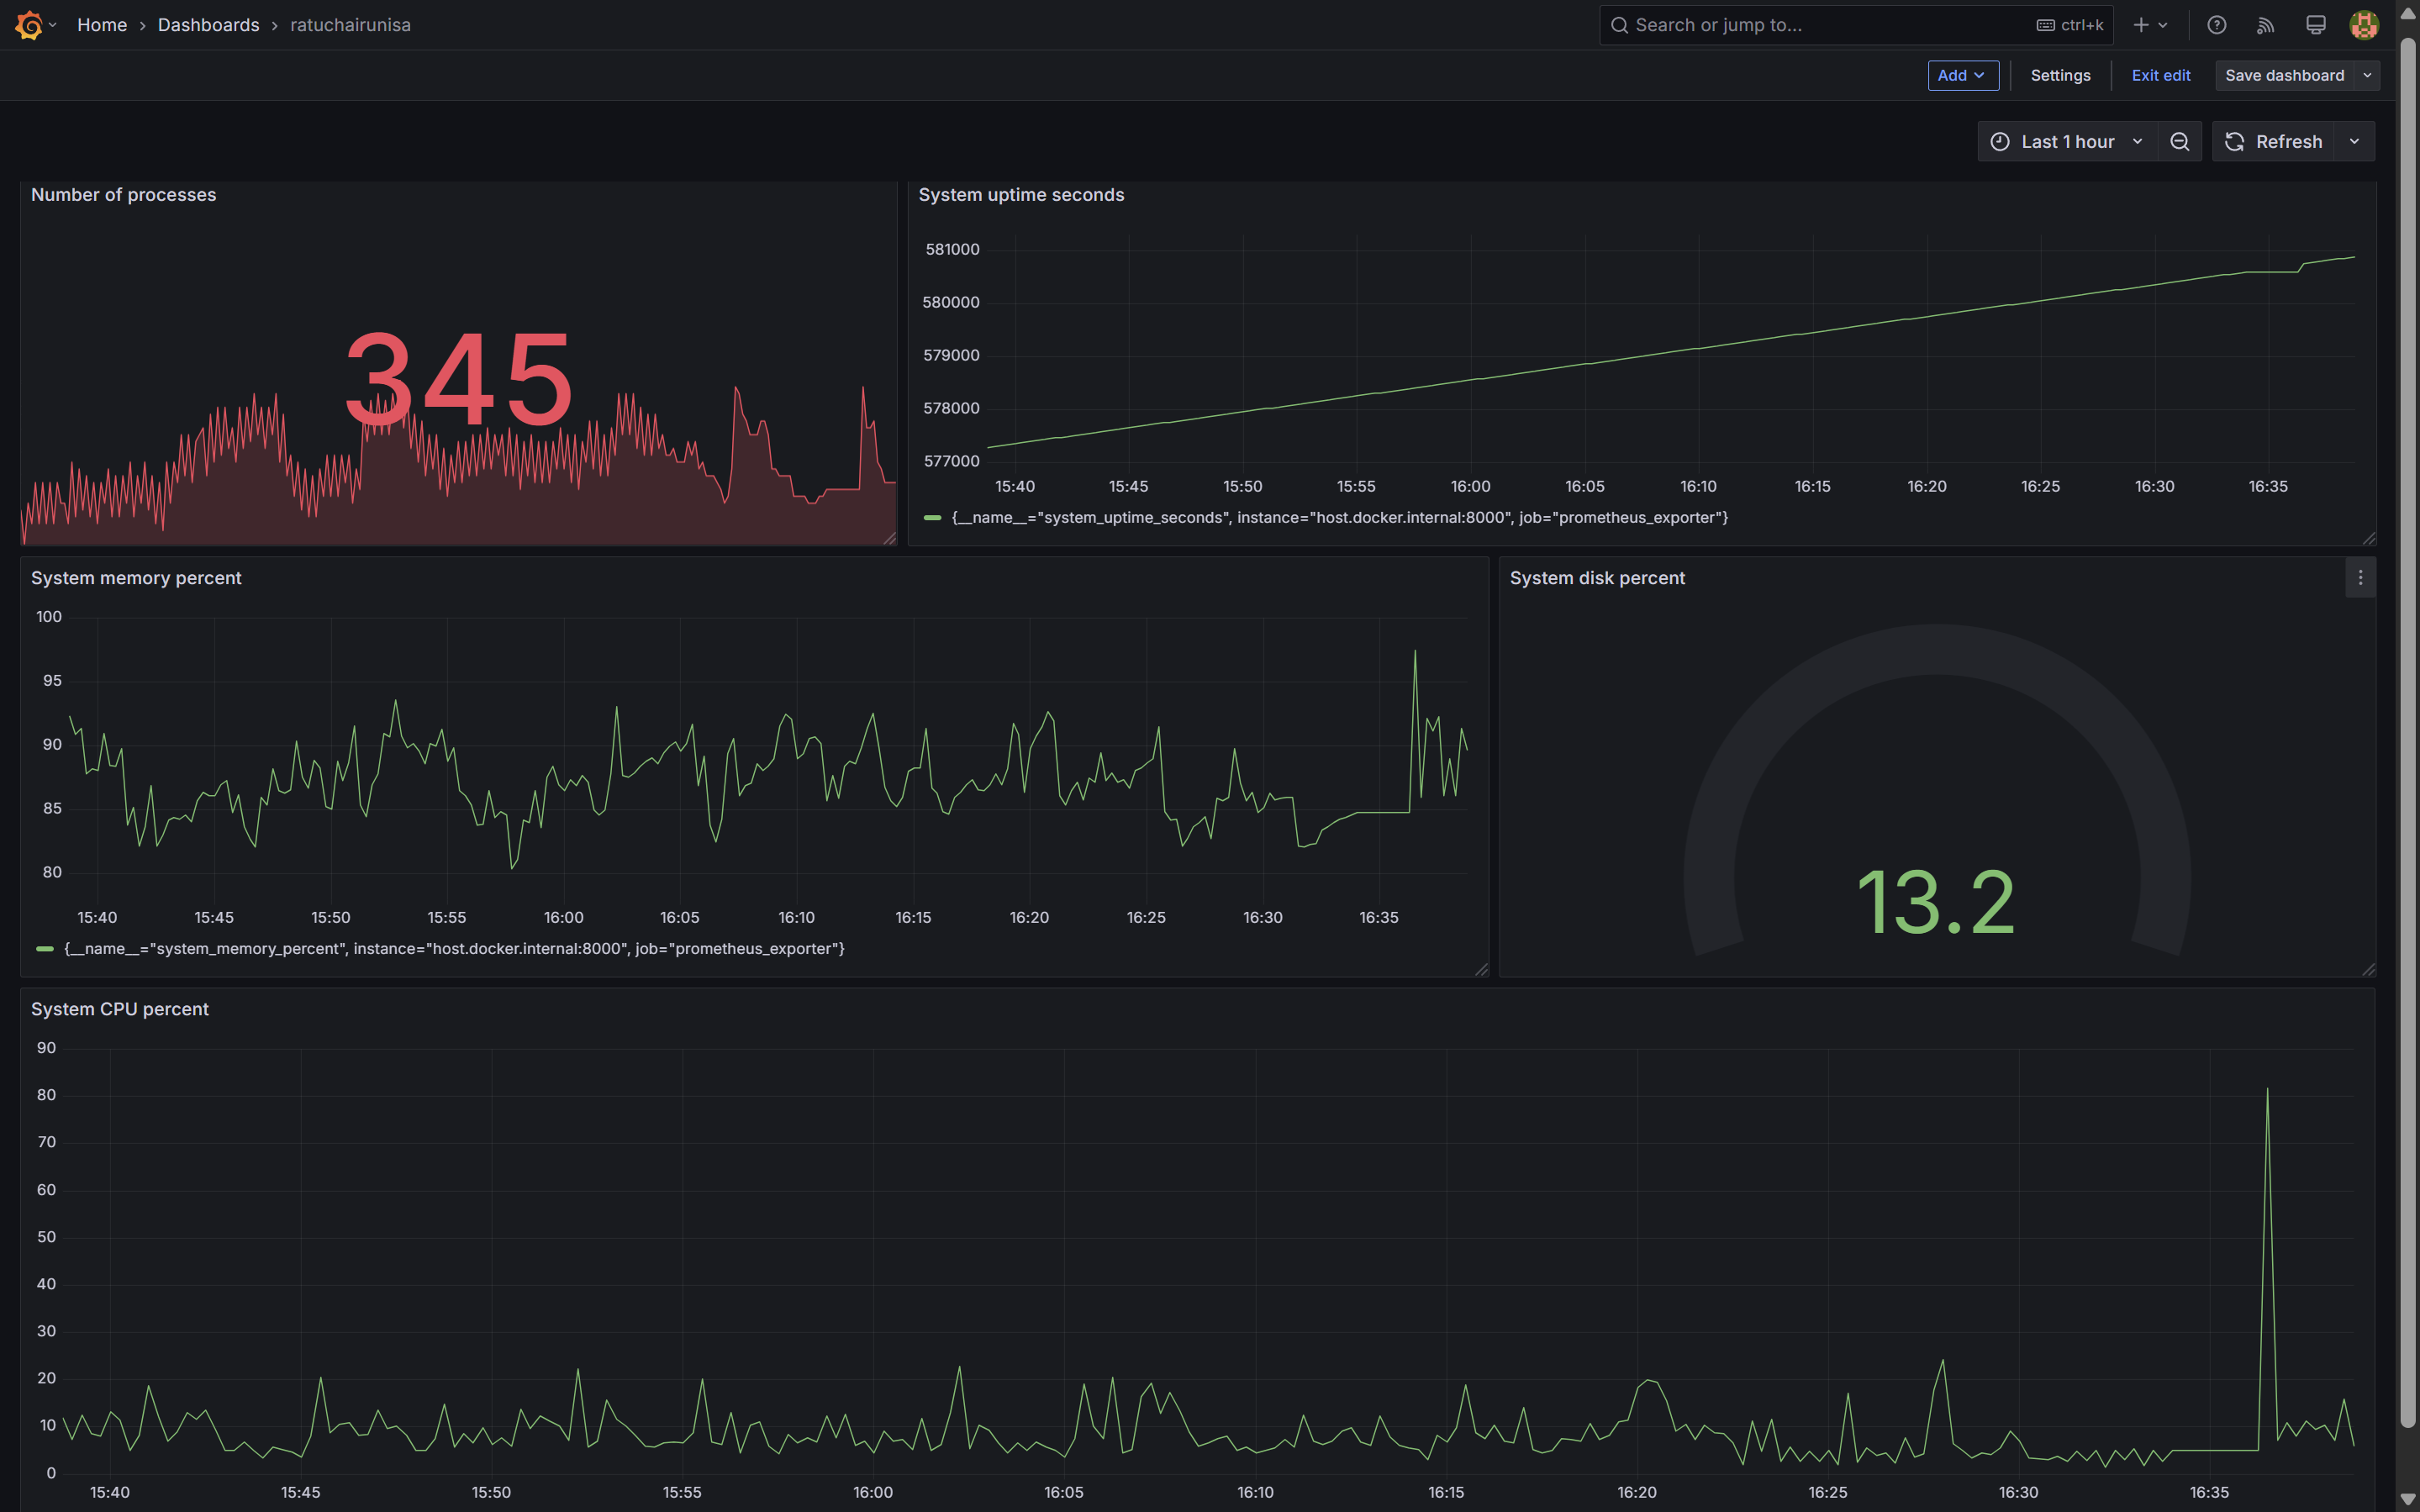 Home › Dashboards › ratuchairunisa
Search or jump to...
ctrl+k
Add
Settings
Exit edit
Save dashboard
Last 1 hour
Refresh
Number of processes
345
System uptime seconds
581000
580000
579000
578000
577000
15:40 15:45 15:50 15:55 16:00 16:05 16:10 16:15 16:20 16:25 16:30 16:35
{__name__="system_uptime_seconds", instance="host.docker.internal:8000", job="prometheus_exporter"}
System memory percent
100
95
90
85
80
15:40 15:45 15:50 15:55 16:00 16:05 16:10 16:15 16:20 16:25 16:30 16:35
{__name__="system_memory_percent", instance="host.docker.internal:8000", job="prometheus_exporter"}
System disk percent
13.2
System CPU percent
90
80
70
60
50
40
30
20
10
0
15:40 15:45 15:50 15:55 16:00 16:05 16:10 16:15 16:20 16:25 16:30 16:35